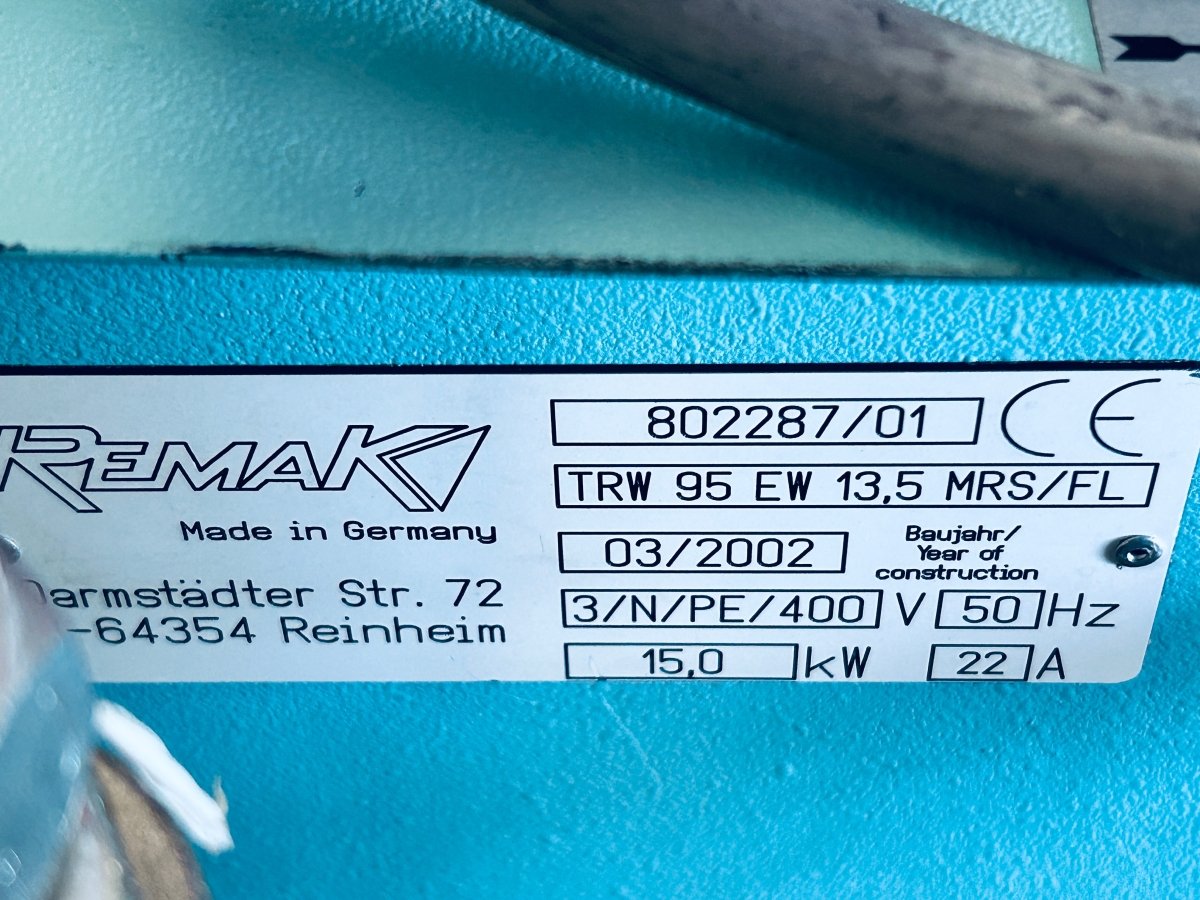 REMAK
Made in Germany
Darmstädter Str. 72
-64354 Reinheim
802287/01 CE
TRW 95 EW 13,5 MRS/FL
03/2002 Baujahr/
Year of
construction
3/N/PE/400 V 50 Hz
15,0 kW 22 A